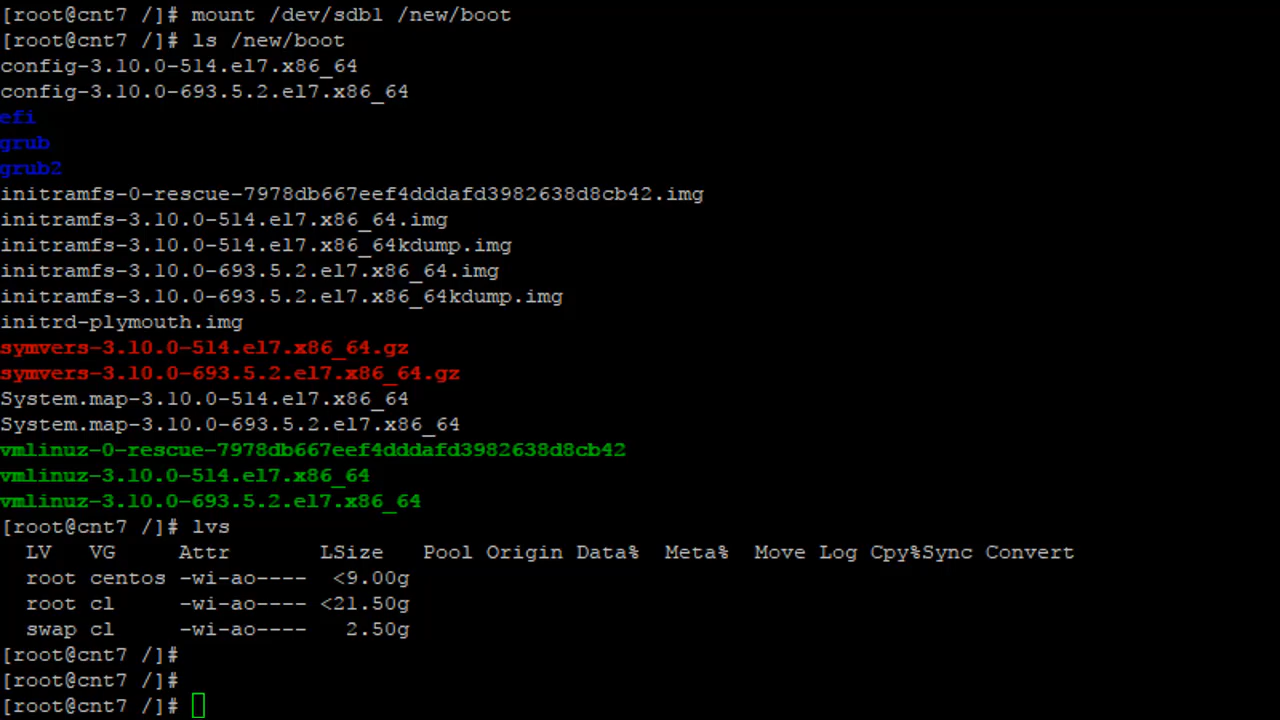 [root@cnt7 /]# mount /dev/sdb1 /new/boot
[root@cnt7 /]# ls /new/boot
config-3.10.0-514.el7.x86_64
config-3.10.0-693.5.2.el7.x86_64
efi
grub
grub2
initramfs-0-rescue-7978db667eef4dddafd3982638d8cb42.img
initramfs-3.10.0-514.el7.x86_64.img
initramfs-3.10.0-514.el7.x86_64kdump.img
initramfs-3.10.0-693.5.2.el7.x86_64.img
initramfs-3.10.0-693.5.2.el7.x86_64kdump.img
initrd-plymouth.img
symvers-3.10.0-514.el7.x86_64.gz
symvers-3.10.0-693.5.2.el7.x86_64.gz
System.map-3.10.0-514.el7.x86_64
System.map-3.10.0-693.5.2.el7.x86_64
vmlinuz-0-rescue-7978db667eef4dddafd3982638d8cb42
vmlinuz-3.10.0-514.el7.x86_64
vmlinuz-3.10.0-693.5.2.el7.x86_64
[root@cnt7 /]# lvs
  LV   VG     Attr       LSize   Pool Origin Data%  Meta%  Move Log Cpy%Sync Convert
  root centos -wi-ao----  <9.00g
  root cl     -wi-ao---- <21.50g
  swap cl     -wi-ao----   2.50g
[root@cnt7 /]#
[root@cnt7 /]#
[root@cnt7 /]#